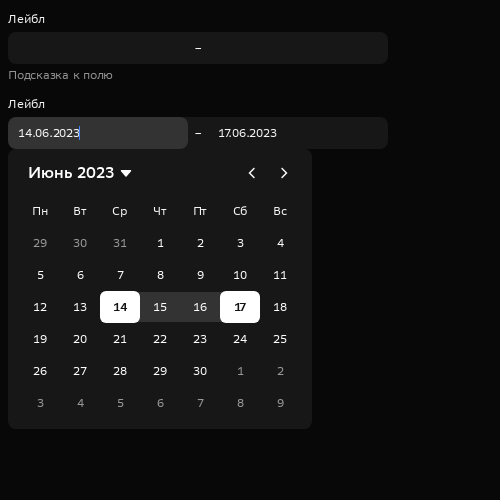 Лейбл
–
Подсказка к полю
Лейбл
14.06.2023 – 17.06.2023
Июнь 2023
Пн Вт Ср Чт Пт Сб Вс
29 30 31 1 2 3 4
5 6 7 8 9 10 11
12 13 14 15 16 17 18
19 20 21 22 23 24 25
26 27 28 29 30 1 2
3 4 5 6 7 8 9